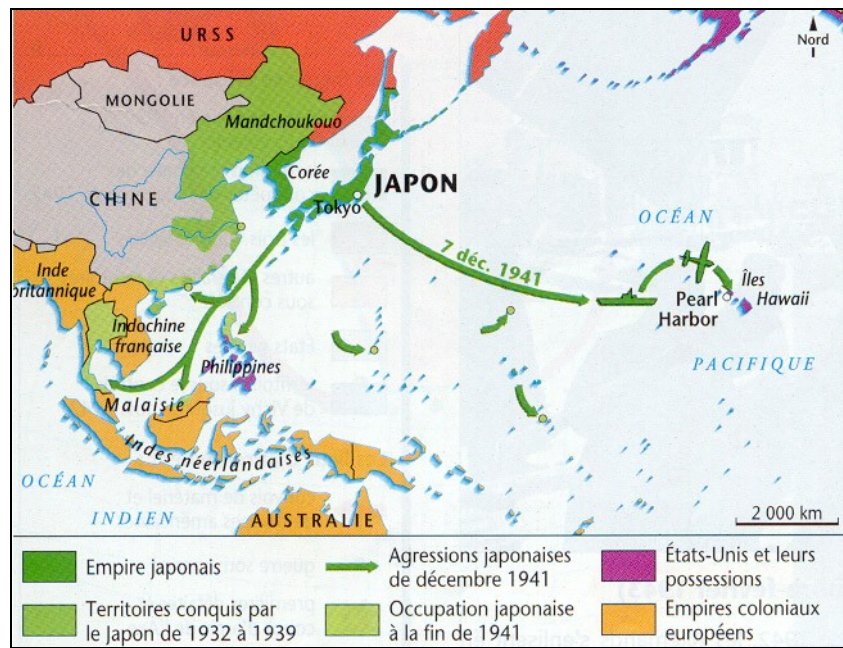 URSS
Nord
MONGOLIE
Mandchoukouo
Corée
JAPON
CHINE
Tokyo
OCÉAN
7 déc. 1941
Inde
britannique
Îles
Hawaii
Pearl
Harbor
Indochine
française
PACIFIQUE
Philippines
Malaisie
Indes néerlandaises
OCÉAN
INDIEN
AUSTRALIE
2 000 km
Empire japonais
Agressions japonaises
de décembre 1941
États-Unis et leurs
possessions
Territoires conquis par
le Japon de 1932 à 1939
Occupation japonaise
à la fin de 1941
Empires coloniaux
européens